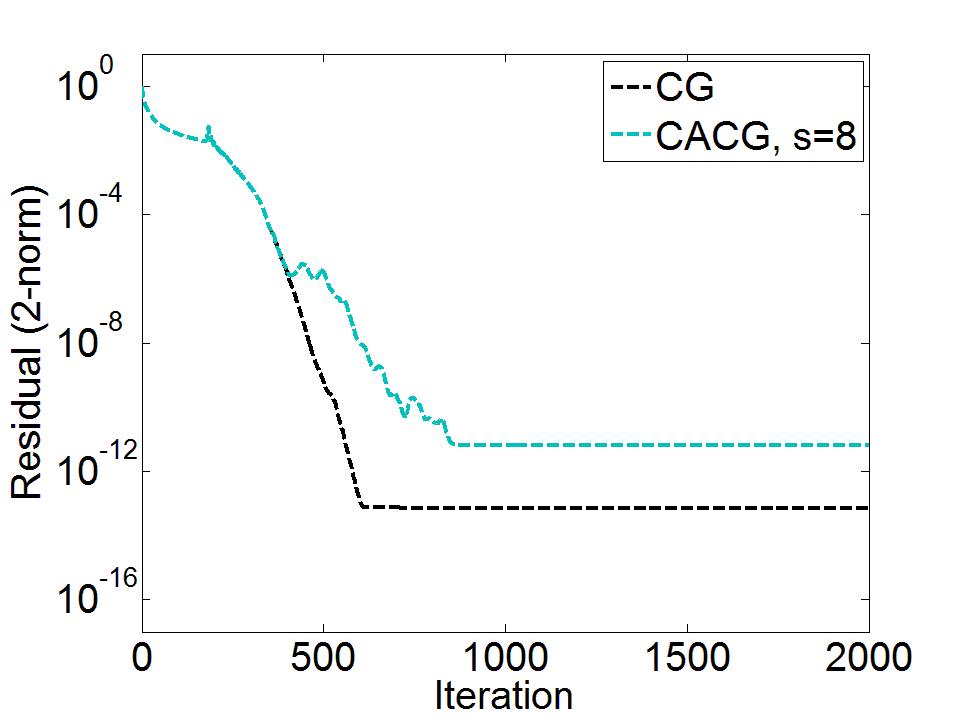 CG
CACG, s=8
10^0
10^-4
10^-8
10^-12
10^-16
Residual (2-norm)
0 500 1000 1500 2000
Iteration